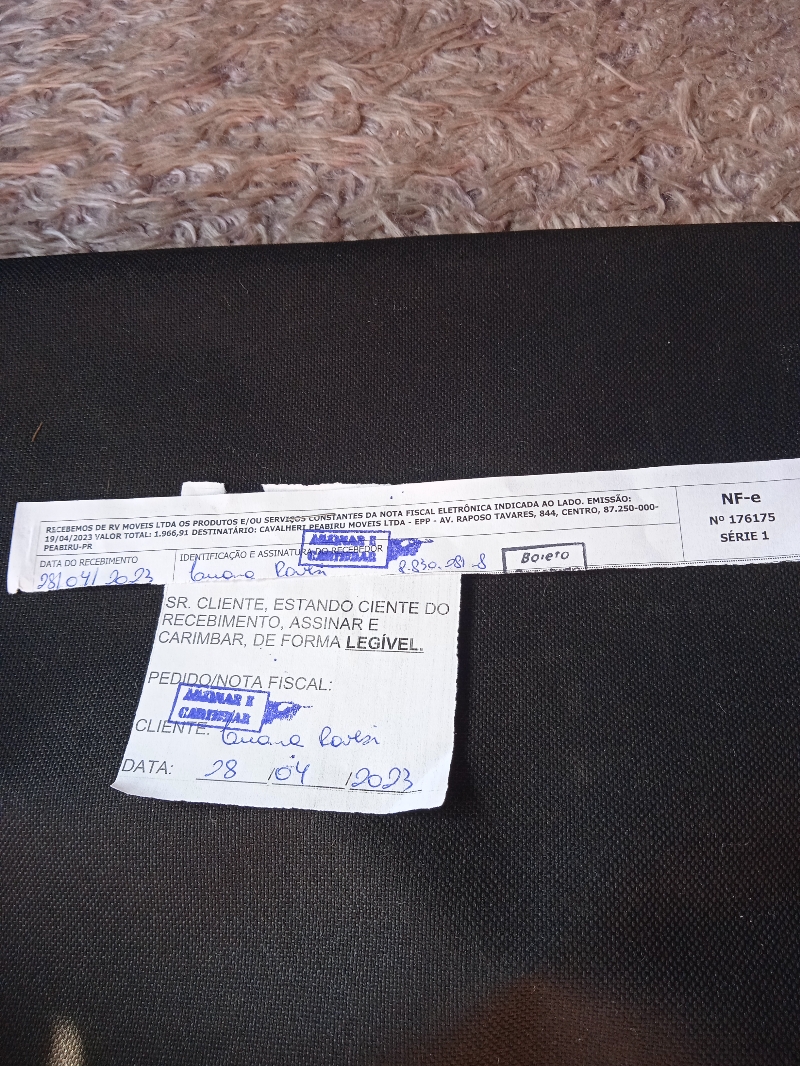 RECEBEMOS DE RV MOVEIS LTDA OS PRODUTOS E/OU SERVIÇOS CONSTANTES DA NOTA FISCAL ELETRÔNICA INDICADA AO LADO. EMISSÃO:
19/04/2023 VALOR TOTAL: 1.966,91 DESTINATÁRIO: CAVALHERI PEABIRU MOVEIS LTDA - EPP - AV. RAPOSO TAVARES, 844, CENTRO, 87.250-000-
PEABIRU-PR
NF-e
Nº 176175
SÉRIE 1
DATA DO RECEBIMENTO
28/04/2023
IDENTIFICAÇÃO E ASSINATURA DO RECEBEDOR
ASSINAR E
CARIMBAR
Luana
Boleto
SR. CLIENTE, ESTANDO CIENTE DO
RECEBIMENTO, ASSINAR E
CARIMBAR, DE FORMA LEGÍVEL.
PEDIDO/NOTA FISCAL:
ASSINAR E
CARIMBAR
CLIENTE: Luana
DATA: 28/04/2023